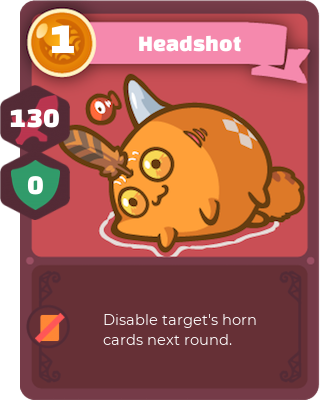 1
Headshot
130
0
Disable target's horn
cards next round.